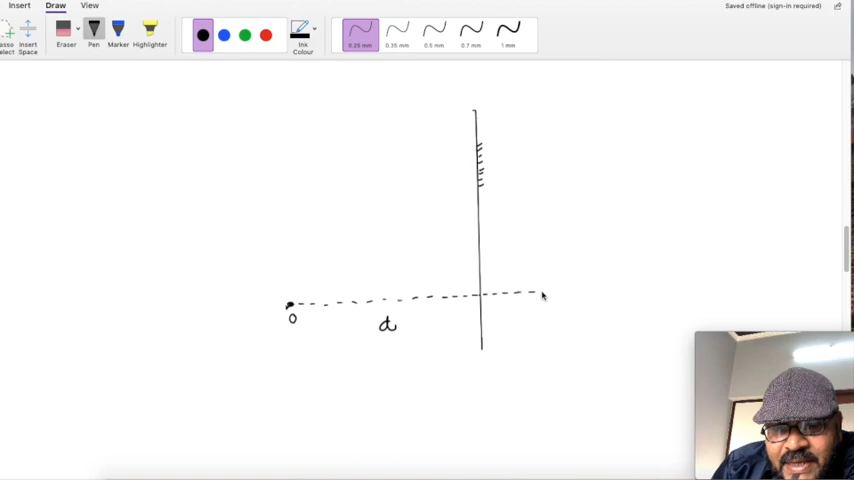 Insert Draw View
Saved offline (sign-in required)
Eraser Pen Marker Highlighter
Insert Space
Ink Colour
0.25 mm 0.35 mm 0.5 mm 0.7 mm 1 mm
O
d